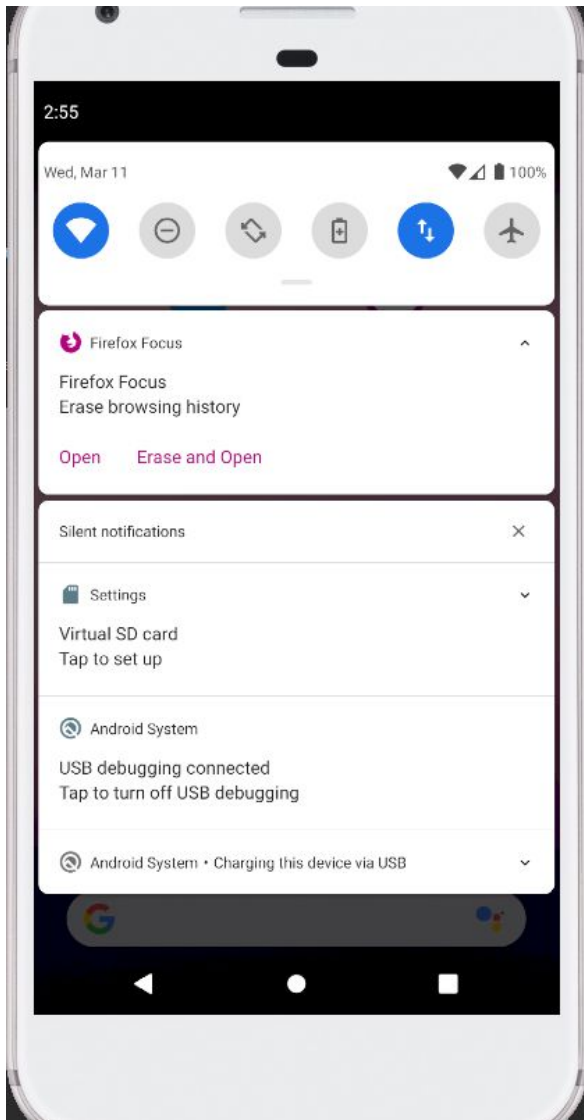 2:55
Wed, Mar 11
100%
Firefox Focus
Firefox Focus
Erase browsing history
Open Erase and Open
Silent notifications
Settings
Virtual SD card
Tap to set up
Android System
USB debugging connected
Tap to turn off USB debugging
Android System • Charging this device via USB